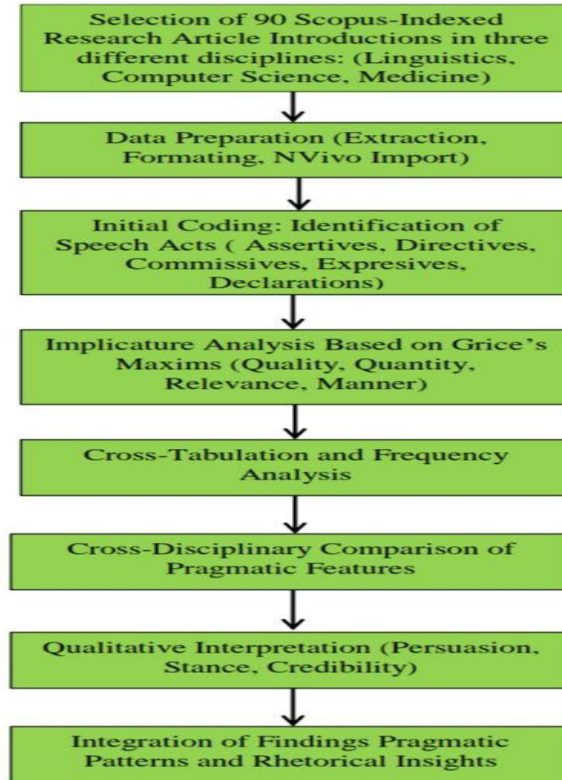 Selection of 90 Scopus-Indexed
Research Article Introductions in three
different disciplines: (Linguistics,
Computer Science, Medicine)
Data Preparation (Extraction,
Formating, NVivo Import)
Initial Coding: Identification of
Speech Acts ( Assertives, Directives,
Commissives, Expresives,
Declarations)
Implicature Analysis Based on Grice's
Maxims (Quality, Quantity,
Relevance, Manner)
Cross-Tabulation and Frequency
Analysis
Cross-Disciplinary Comparison of
Pragmatic Features
Qualitative Interpretation (Persuasion,
Stance, Credibility)
Integration of Findings Pragmatic
Patterns and Rhetorical Insights